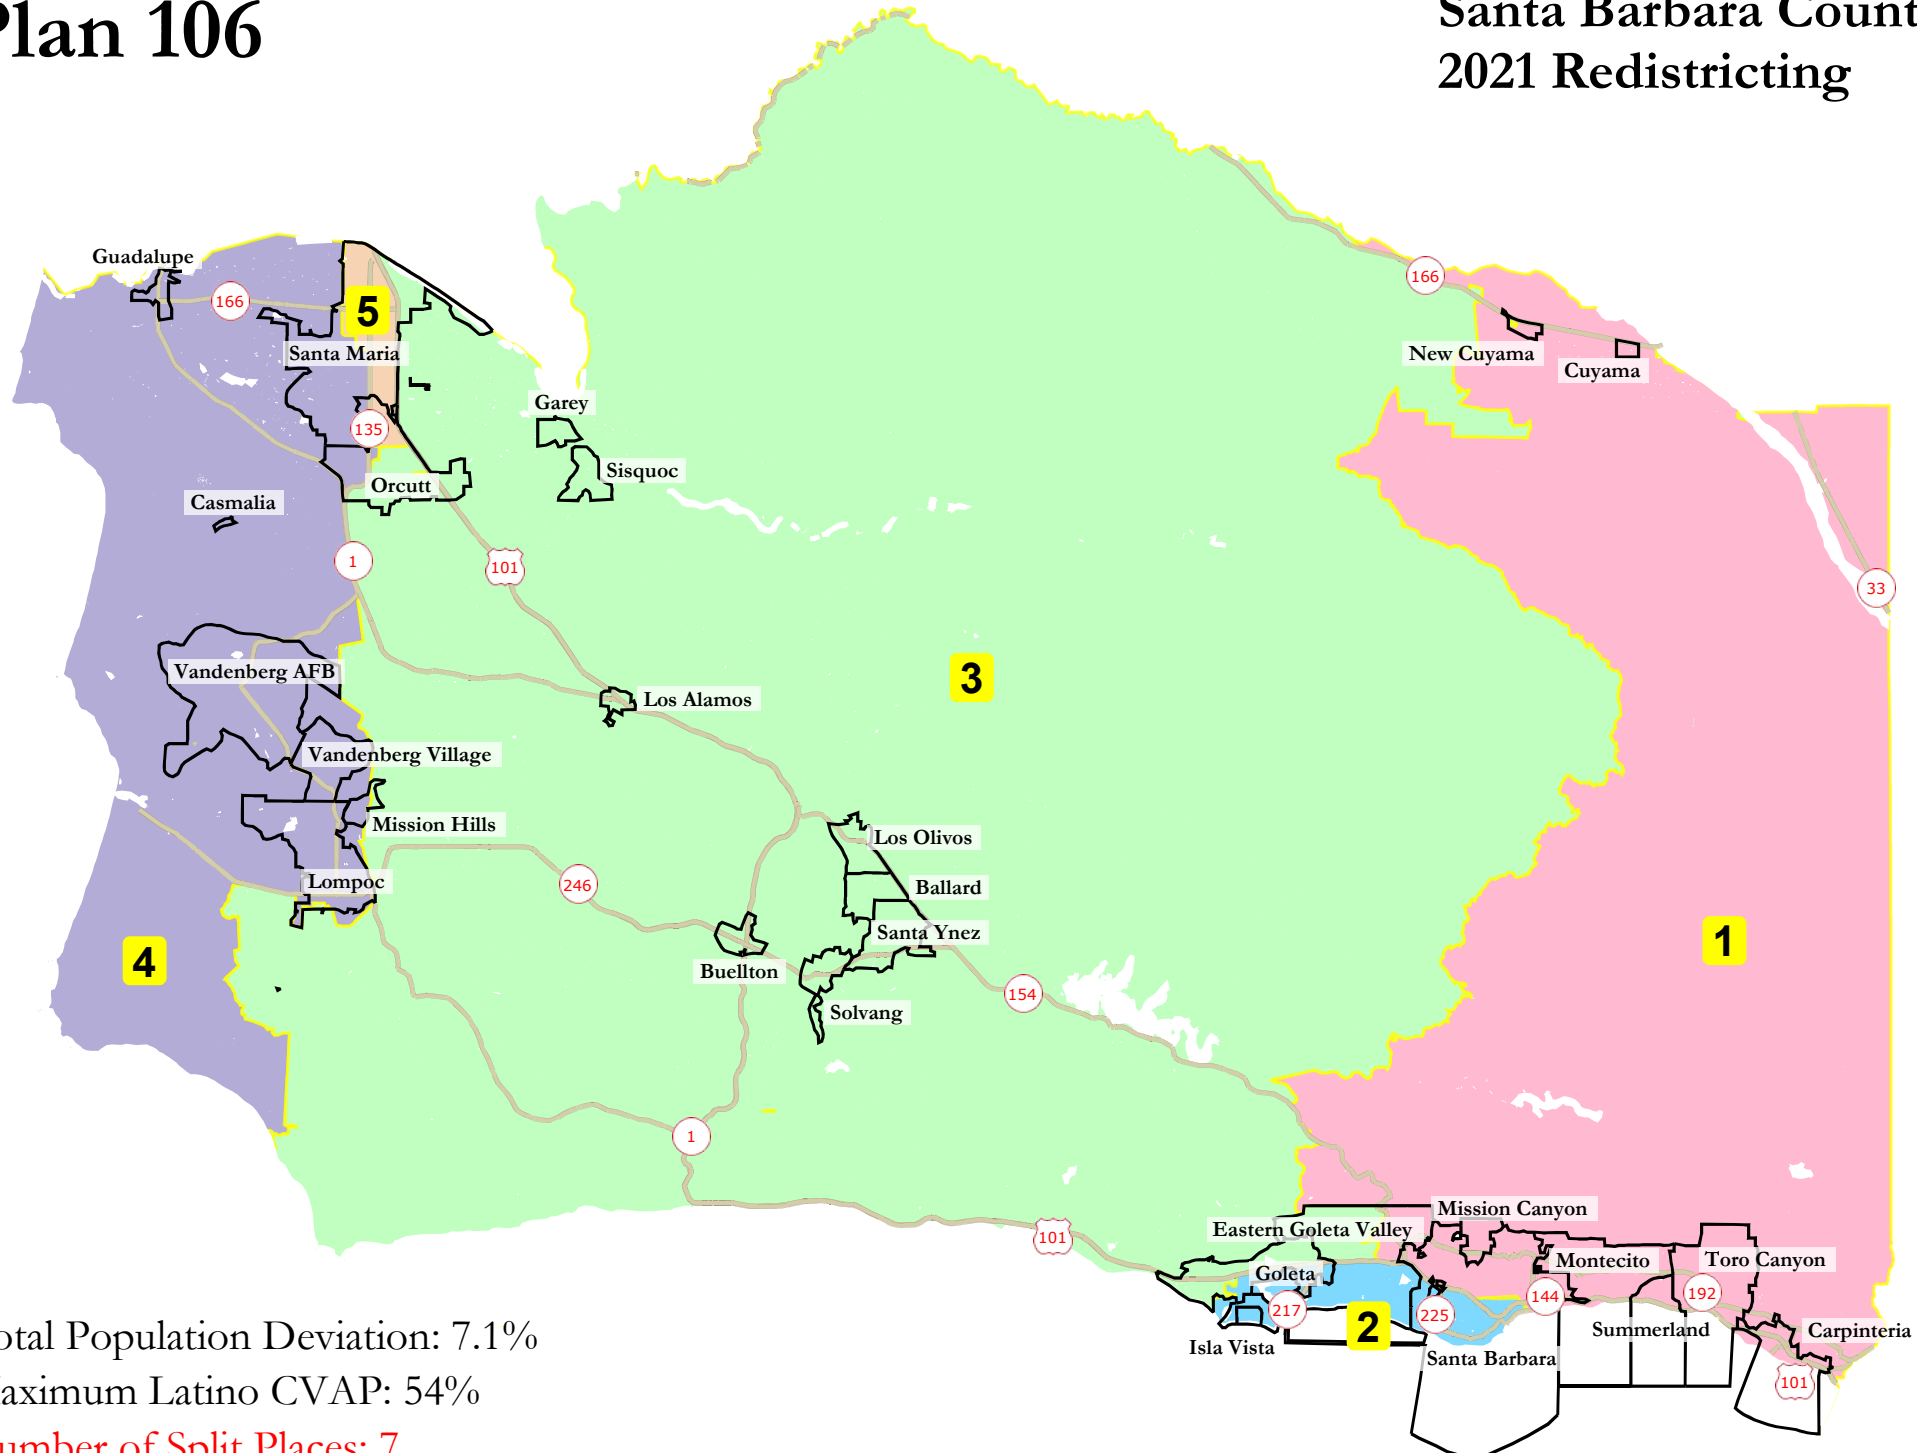 Plan 106
Santa Barbara Count
2021 Redistricting
Guadalupe
166
5
Santa Maria
135
Orcutt
Casmalia
1
101
Garey
Sisquoc
166
New Cuyama
Cuyama
33
Vandenberg AFB
Vandenberg Village
Mission Hills
Lompoc
4
Los Alamos
3
Los Olivos
Ballard
Santa Ynez
246
Buellton
Solvang
154
1
1
101
Mission Canyon
Eastern Goleta Valley
Goleta
Montecito
Toro Canyon
217
2
225
144
192
Isla Vista
Santa Barbara
Summerland
Carpinteria
101
otal Population Deviation: 7.1%
aximum Latino CVAP: 54%
umber of Split Places: 7